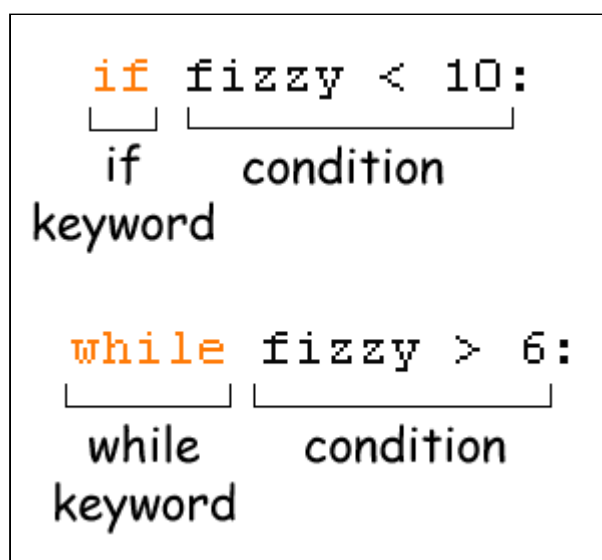 if fizzy < 10:
if condition
keyword
while fizzy > 6:
while condition
keyword